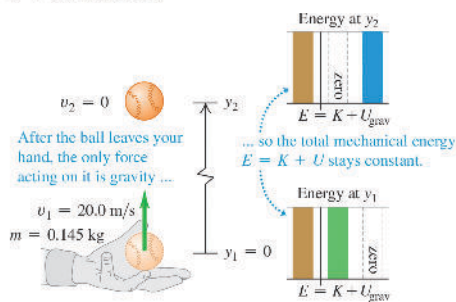 Energy at y2
zero
E = K + Ugrav
v2 = 0
y2
After the ball leaves your
hand, the only force
acting on it is gravity ...
... so the total mechanical energy
E = K + U stays constant.
v1 = 20.0 m/s
m = 0.145 kg
y1 = 0
Energy at y1
zero
E = K + Ugrav